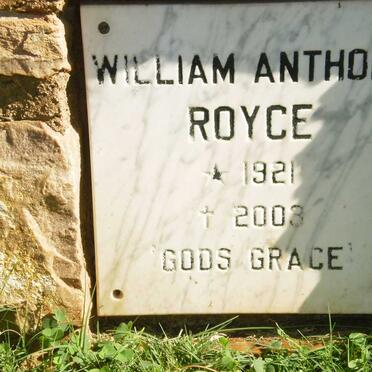 WILLIAM ANTHO
ROYCE
★ 1921
† 2003
'GODS GRACE'